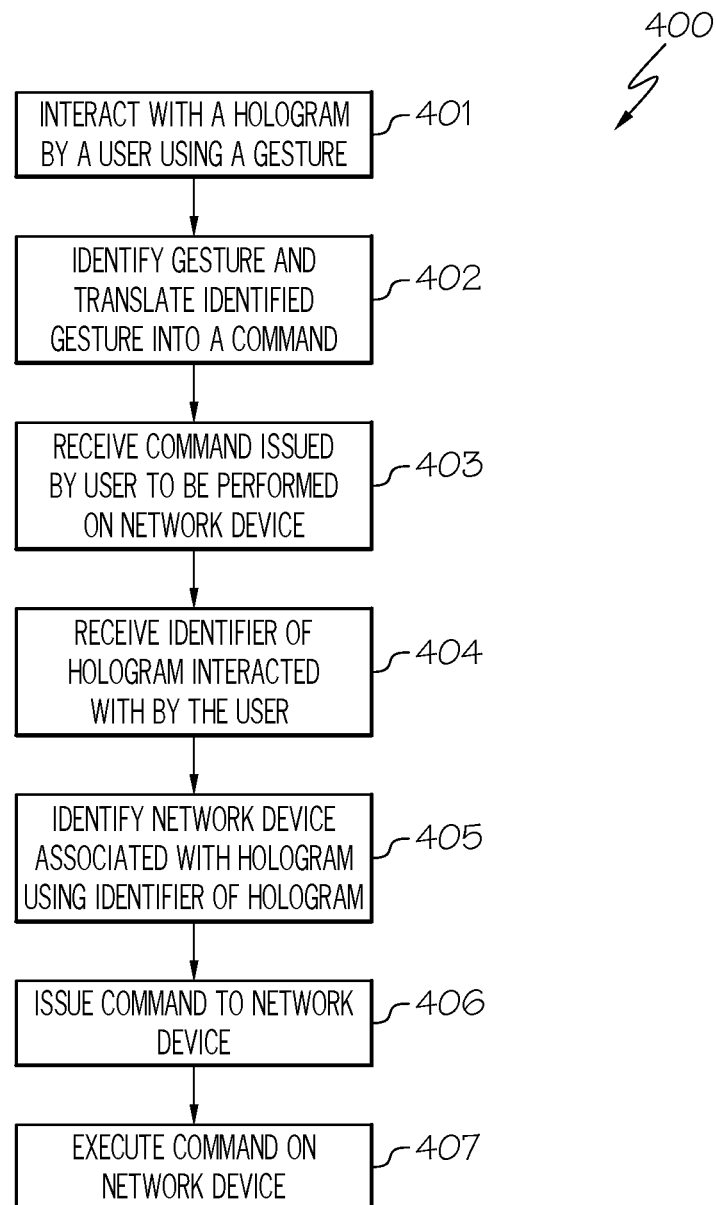 400
INTERACT WITH A HOLOGRAM
BY A USER USING A GESTURE
401
IDENTIFY GESTURE AND
TRANSLATE IDENTIFIED
GESTURE INTO A COMMAND
402
RECEIVE COMMAND ISSUED
BY USER TO BE PERFORMED
ON NETWORK DEVICE
403
RECEIVE IDENTIFIER OF
HOLOGRAM INTERACTED
WITH BY THE USER
404
IDENTIFY NETWORK DEVICE
ASSOCIATED WITH HOLOGRAM
USING IDENTIFIER OF HOLOGRAM
405
ISSUE COMMAND TO NETWORK
DEVICE
406
EXECUTE COMMAND ON
NETWORK DEVICE
407